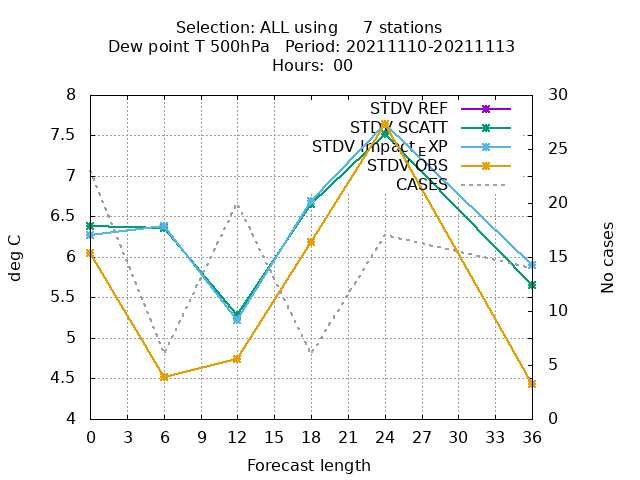 Selection: ALL using 7 stations
Dew point T 500hPa Period: 20211110-20211113
Hours: 00
8 30
STDV REF
STDV SCATT
STDV Impact_EXP
STDV OBS
CASES
7.5 25
7
6.5 20
6 15
5.5
5 10
4.5 5
4 0
deg C
No cases
0 3 6 9 12 15 18 21 24 27 30 33 36
Forecast length